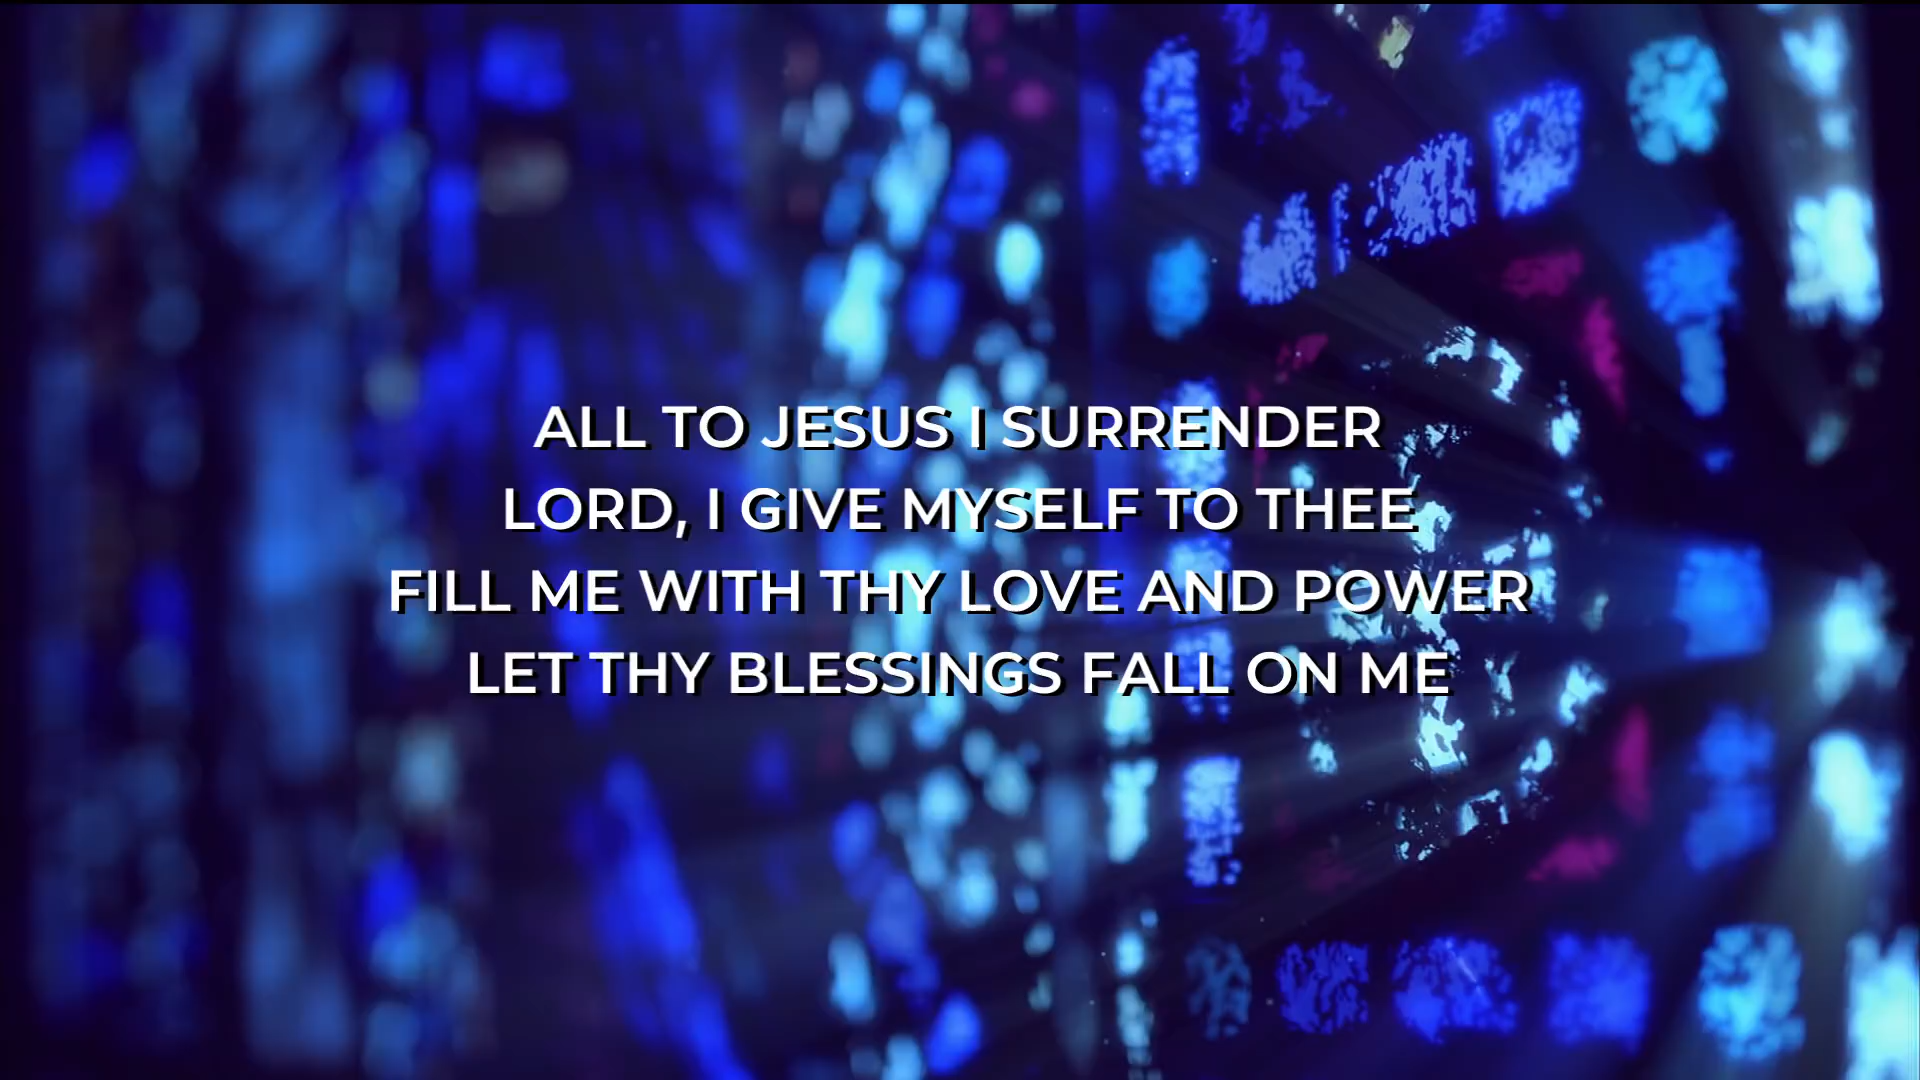 ALL TO JESUS I SURRENDER
LORD, I GIVE MYSELF TO THEE
FILL ME WITH THY LOVE AND POWER
LET THY BLESSINGS FALL ON ME